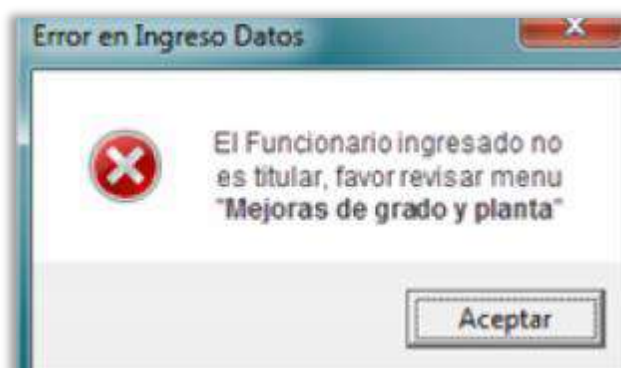 Error en Ingreso Datos
El Funcionario ingresado no
es titular, favor revisar menu
"Mejoras de grado y planta"
Aceptar